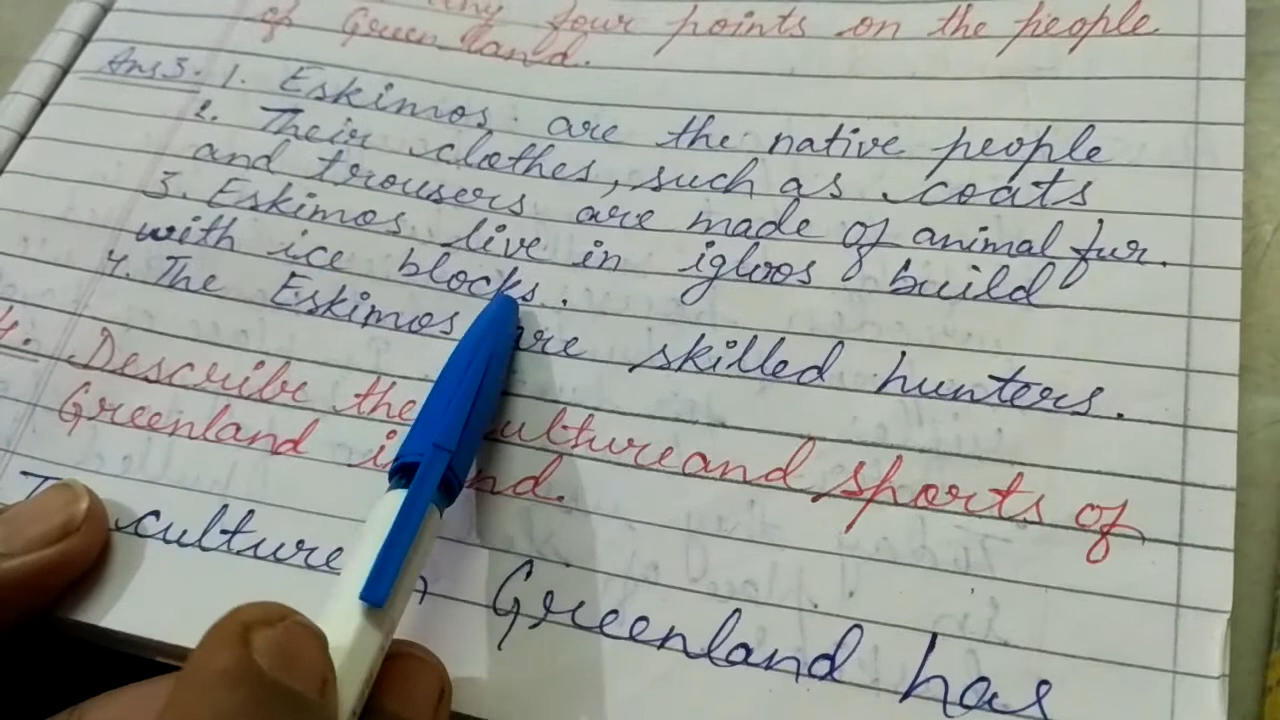 any four points on the people
of Greenland.
Ans 3. 1. Eskimos are the native people
2. Their clothes, such as coats
and trousers are made of animal fur.
3. Eskimos live in igloos build
with ice blocks.
4. The Eskimos are skilled hunters.
4. Describe the culture and sports of
Greenland
culture Greenland has